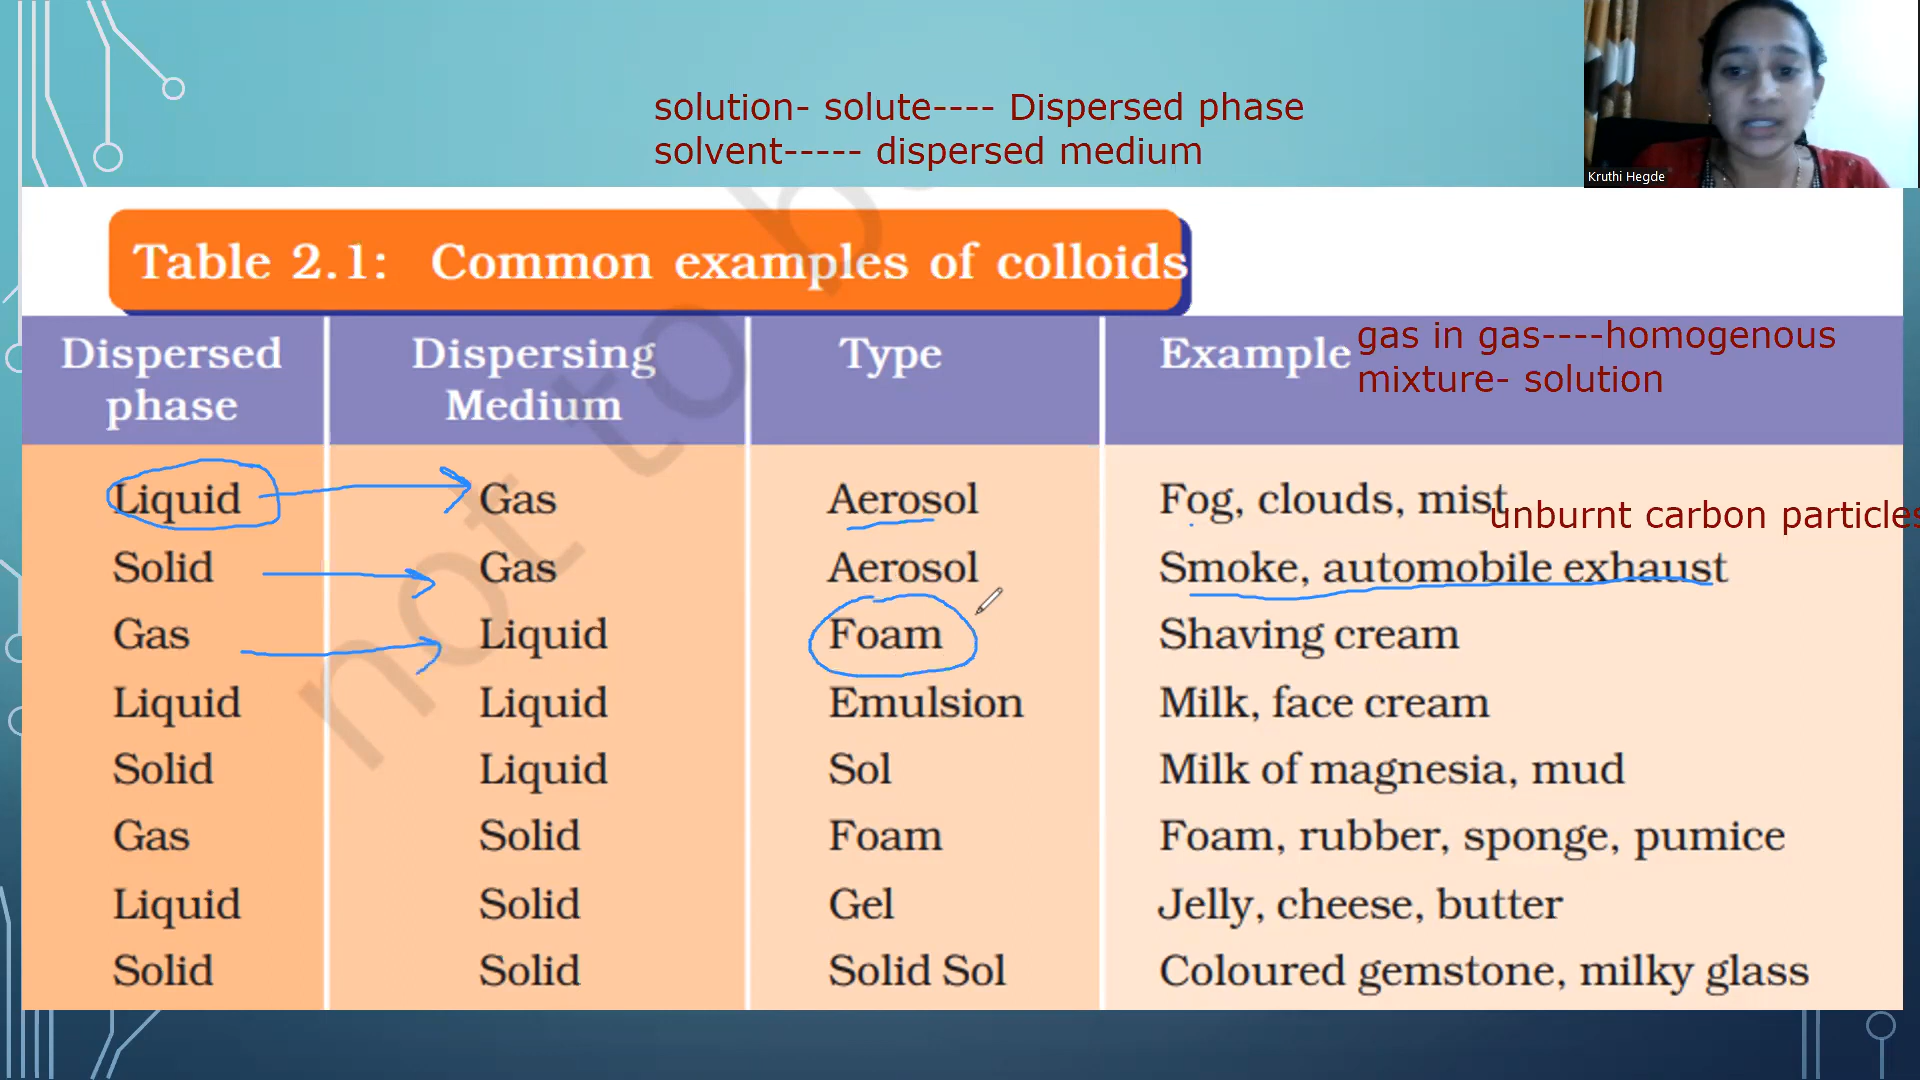 solution- solute---- Dispersed phase
solvent----- dispersed medium
Kruthi Hegde
Table 2.1: Common examples of colloids
Dispersed phase Dispersing Medium Type Example
gas in gas----homogenous
mixture- solution
Liquid Gas Aerosol Fog, clouds, mist
unburnt carbon particles
Solid Gas Aerosol Smoke, automobile exhaust
Gas Liquid Foam Shaving cream
Liquid Liquid Emulsion Milk, face cream
Solid Liquid Sol Milk of magnesia, mud
Gas Solid Foam Foam, rubber, sponge, pumice
Liquid Solid Gel Jelly, cheese, butter
Solid Solid Solid Sol Coloured gemstone, milky glass
not to b